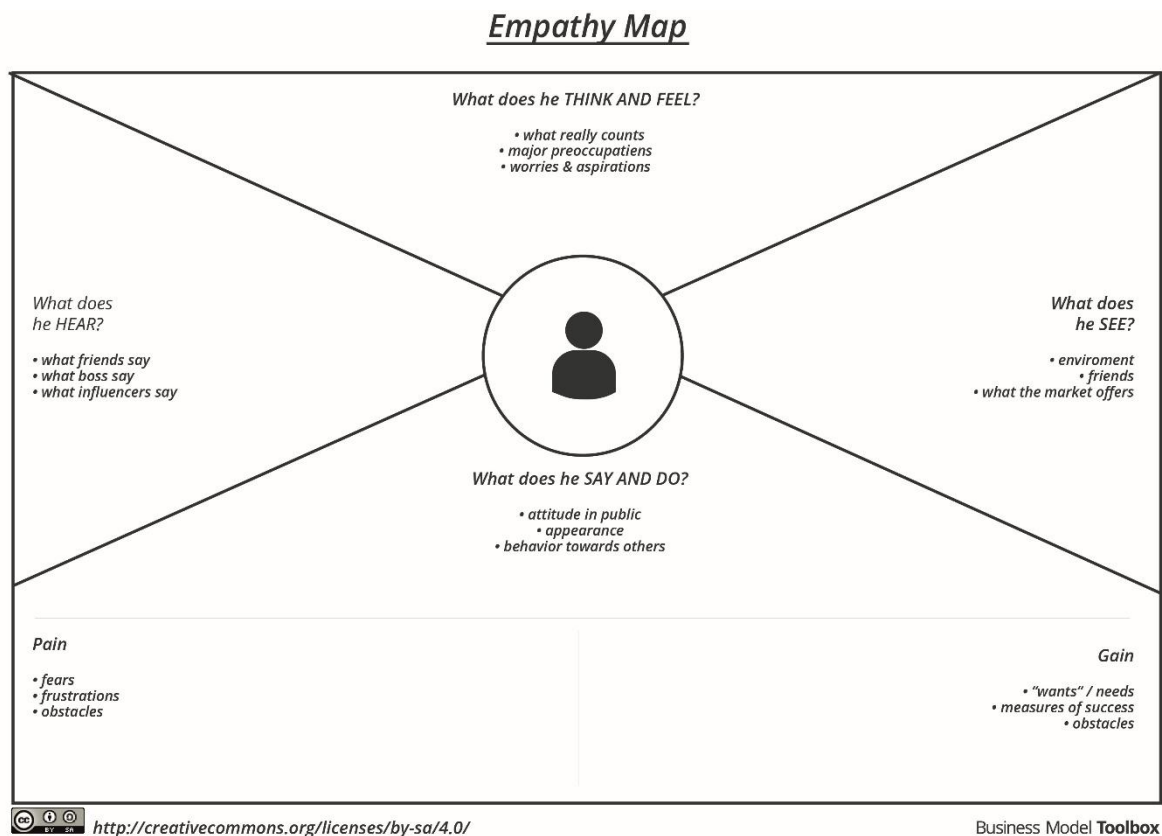 Empathy Map
What does he THINK AND FEEL?
• what really counts
• major preoccupatiens
• worries & aspirations
What does
he HEAR?
• what friends say
• what boss say
• what influencers say
What does
he SEE?
• enviroment
• friends
• what the market offers
What does he SAY AND DO?
• attitude in public
• appearance
• behavior towards others
Pain
• fears
• frustrations
• obstacles
Gain
• “wants” / needs
• measures of success
• obstacles
cc BY SA
http://creativecommons.org/licenses/by-sa/4.0/
Business Model Toolbox